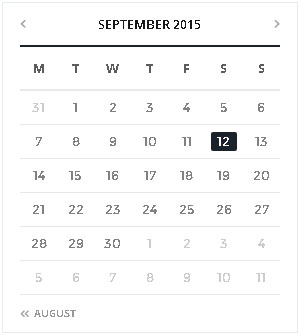 ‹ SEPTEMBER 2015 ›
M T W T F S S
31 1 2 3 4 5 6
7 8 9 10 11 12 13
14 15 16 17 18 19 20
21 22 23 24 25 26 27
28 29 30 1 2 3 4
5 6 7 8 9 10 11
« AUGUST